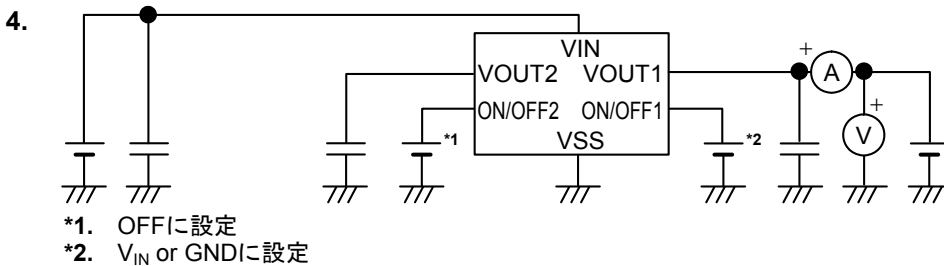 4.
VIN
VOUT2 VOUT1
ON/OFF2 ON/OFF1
VSS
*1
*2
+
A
+
V
*1. OFFに設定
*2. VIN or GNDに設定